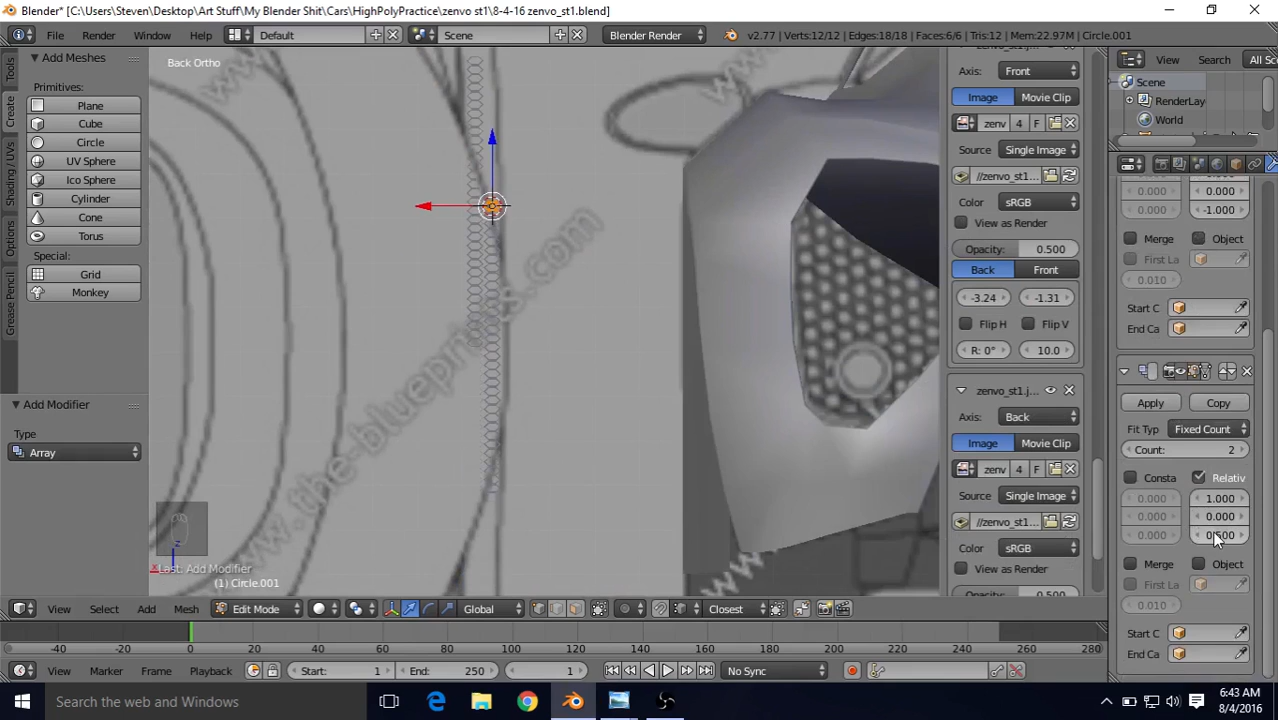 Blender* [C:\Users\Steven\Desktop\Art Stuff\My Blender Shit\Cars\HighPolyPractice\zenvo st1\8-4-16 zenvo_st1.blend]
File Render Window Help Default Scene Blender Render v2.77 | Verts:12/12 | Edges:18/18 | Faces:6/6 | Tris:12 | Mem:22.97M | Circle.001
Tools
Create
Shading / UVs
Options
Grease Pencil
Add Meshes
Primitives:
Plane
Cube
Circle
UV Sphere
Ico Sphere
Cylinder
Cone
Torus
Special:
Grid
Monkey
Add Modifier
Type
Array
Back Ortho
www.the-blueprints.com
Last: Add Modifier
z
x
(1) Circle.001
Axis: Front
Image Movie Clip
zenv 4 F
Source Single Image
//zenvo_st1...
Color sRGB
View as Render
Opacity: 0.500
Back Front
-3.24 -1.31
Flip H Flip V
R: 0° 10.0
zenvo_st1.j...
Axis: Back
Image Movie Clip
zenv 4 F
Source Single Image
//zenvo_st1...
Color sRGB
View as Render
View Search All Sc
Scene
RenderLay
World
0.000 0.000
0.000 -1.000
Merge Object
First La
0.010
Start C
End Ca
Apply Copy
Fit Typ Fixed Count
Count: 2
Consta Relativ
0.000 1.000
0.000 0.000
0.000
Merge Object
First La
0.010
Start C
End Ca
View Select Add Mesh Edit Mode Global Closest
-40 -20 0 20 40 60 80 100 120 140 160 180 200 220 240 260 280
View Marker Frame Playback Start: 1 End: 250 1 No Sync
Search Windows
6:43 AM
8/4/2016